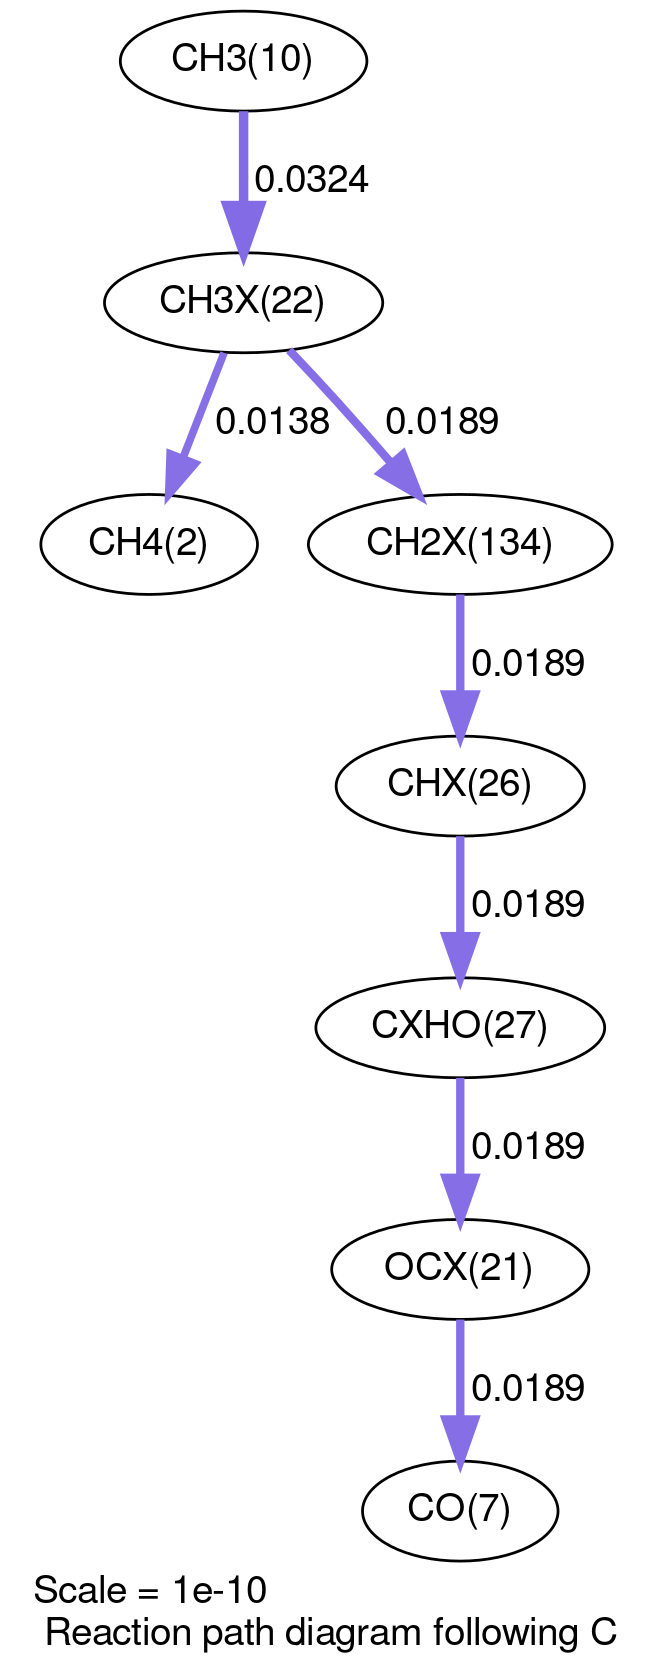 CH3(10)
0.0324
CH3X(22)
0.0138
0.0189
CH4(2)
CH2X(134)
0.0189
CHX(26)
0.0189
CXHO(27)
0.0189
OCX(21)
0.0189
CO(7)
Scale = 1e-10
Reaction path diagram following C